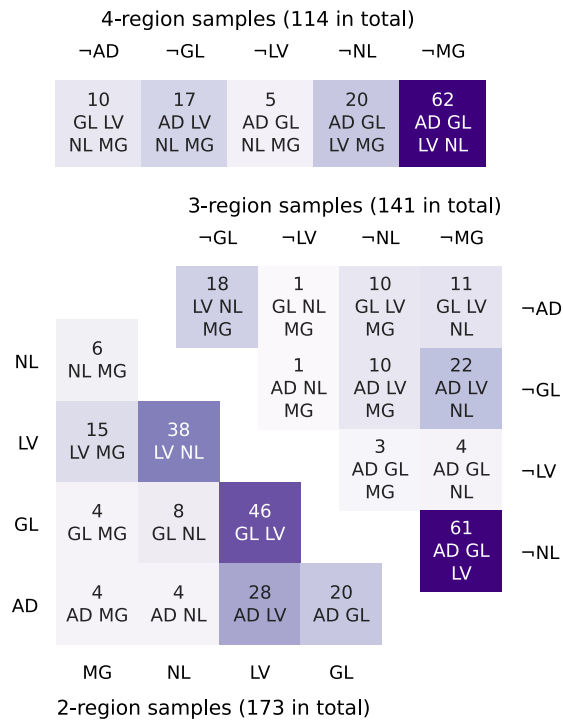 4-region samples (114 in total)
¬AD ¬GL ¬LV ¬NL ¬MG
10 17 5 20 62
GL LV AD LV AD GL AD GL AD GL
NL MG NL MG NL MG LV MG LV NL
3-region samples (141 in total)
¬GL ¬LV ¬NL ¬MG
18 1 10 11
LV NL GL NL GL LV GL LV ¬AD
MG MG MG NL
1 10 22
AD NL AD LV AD LV ¬GL
MG MG NL
3 4
AD GL AD GL ¬LV
MG NL
61
AD GL ¬NL
LV
6
NL NL MG
15 38
LV LV MG LV NL
4 8 46
GL GL MG GL NL GL LV
4 4 28 20
AD AD MG AD NL AD LV AD GL
MG NL LV GL
2-region samples (173 in total)